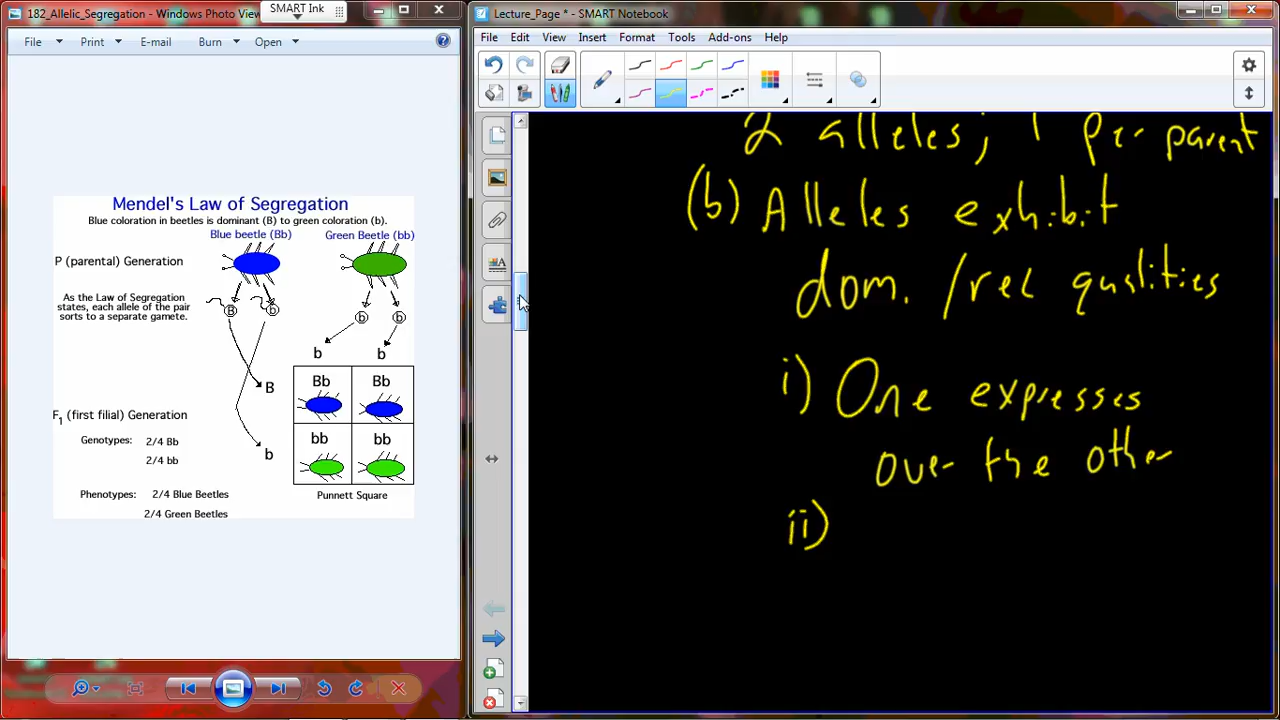 182_Allelic_Segregation - Windows Photo View
SMART Ink
File Print E-mail Burn Open
Mendel's Law of Segregation
Blue coloration in beetles is dominant (B) to green coloration (b).
Blue beetle (Bb) Green Beetle (bb)
P (parental) Generation
As the Law of Segregation
states, each allele of the pair
sorts to a separate gamete.
B b b b
b b
B
Bb Bb
F1 (first filial) Generation
Genotypes: 2/4 Bb
2/4 bb
b
bb bb
Phenotypes: 2/4 Blue Beetles
2/4 Green Beetles
Punnett Square
Lecture_Page * - SMART Notebook
File Edit View Insert Format Tools Add-ons Help
2 alleles; 1 per parent
(b) Alleles exhibit
dom. /rec qualities
i) One expresses
over the other
ii)